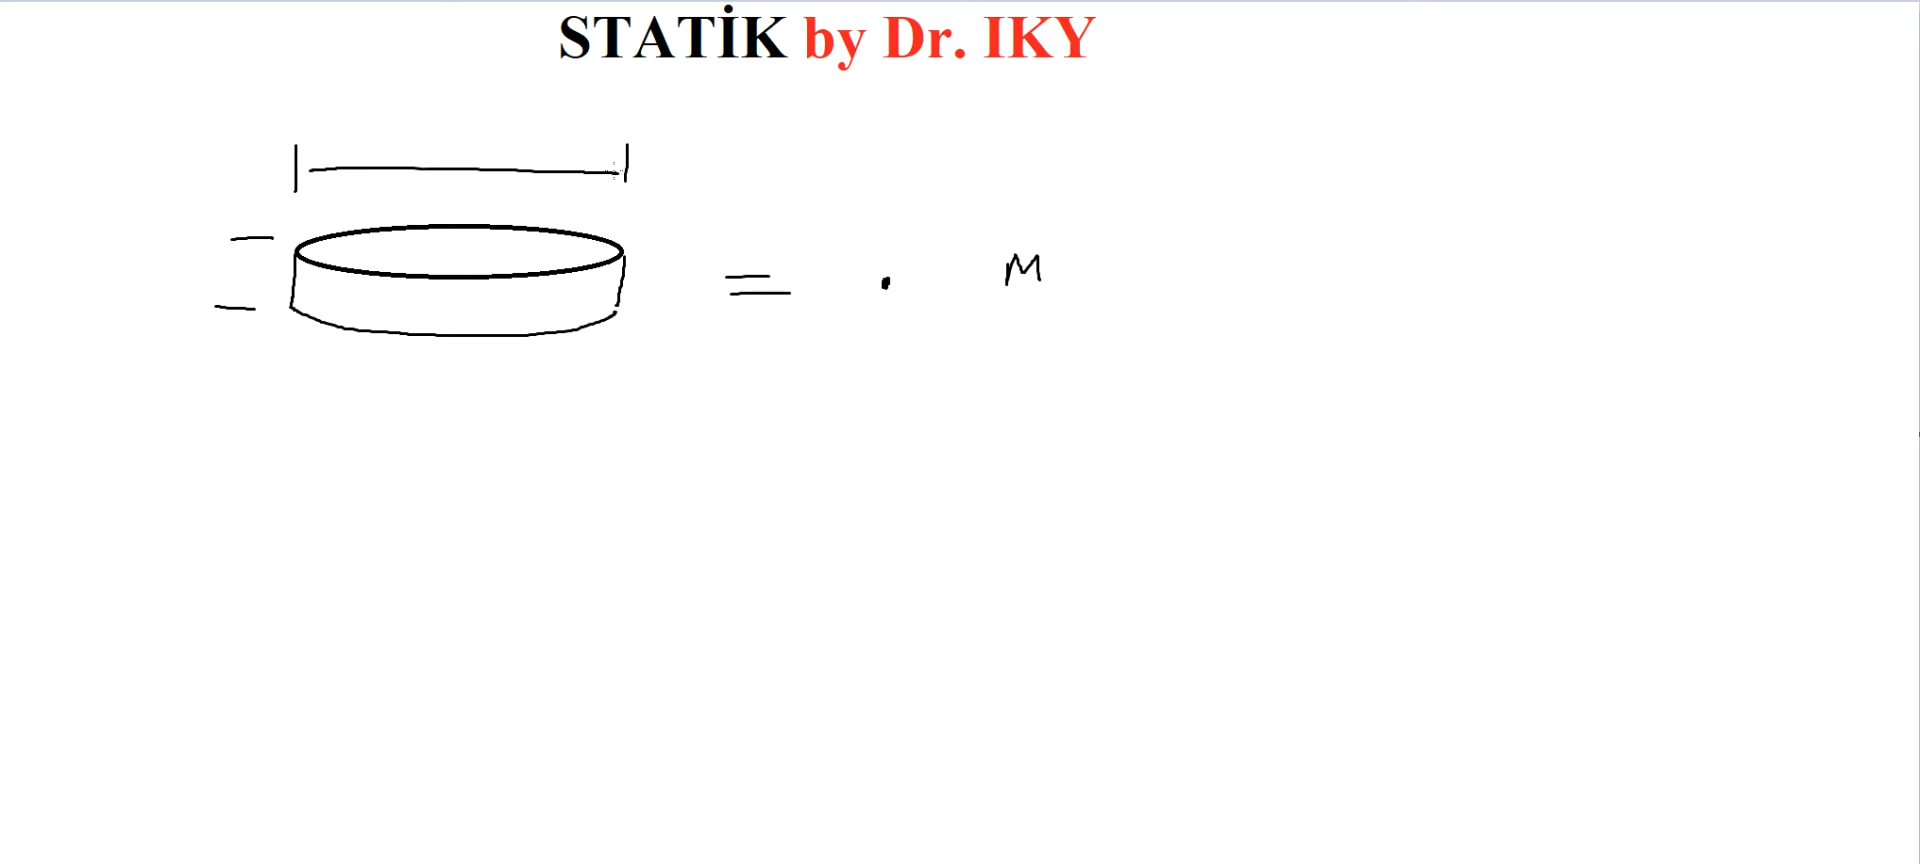 STATİK by Dr. IKY
= . M